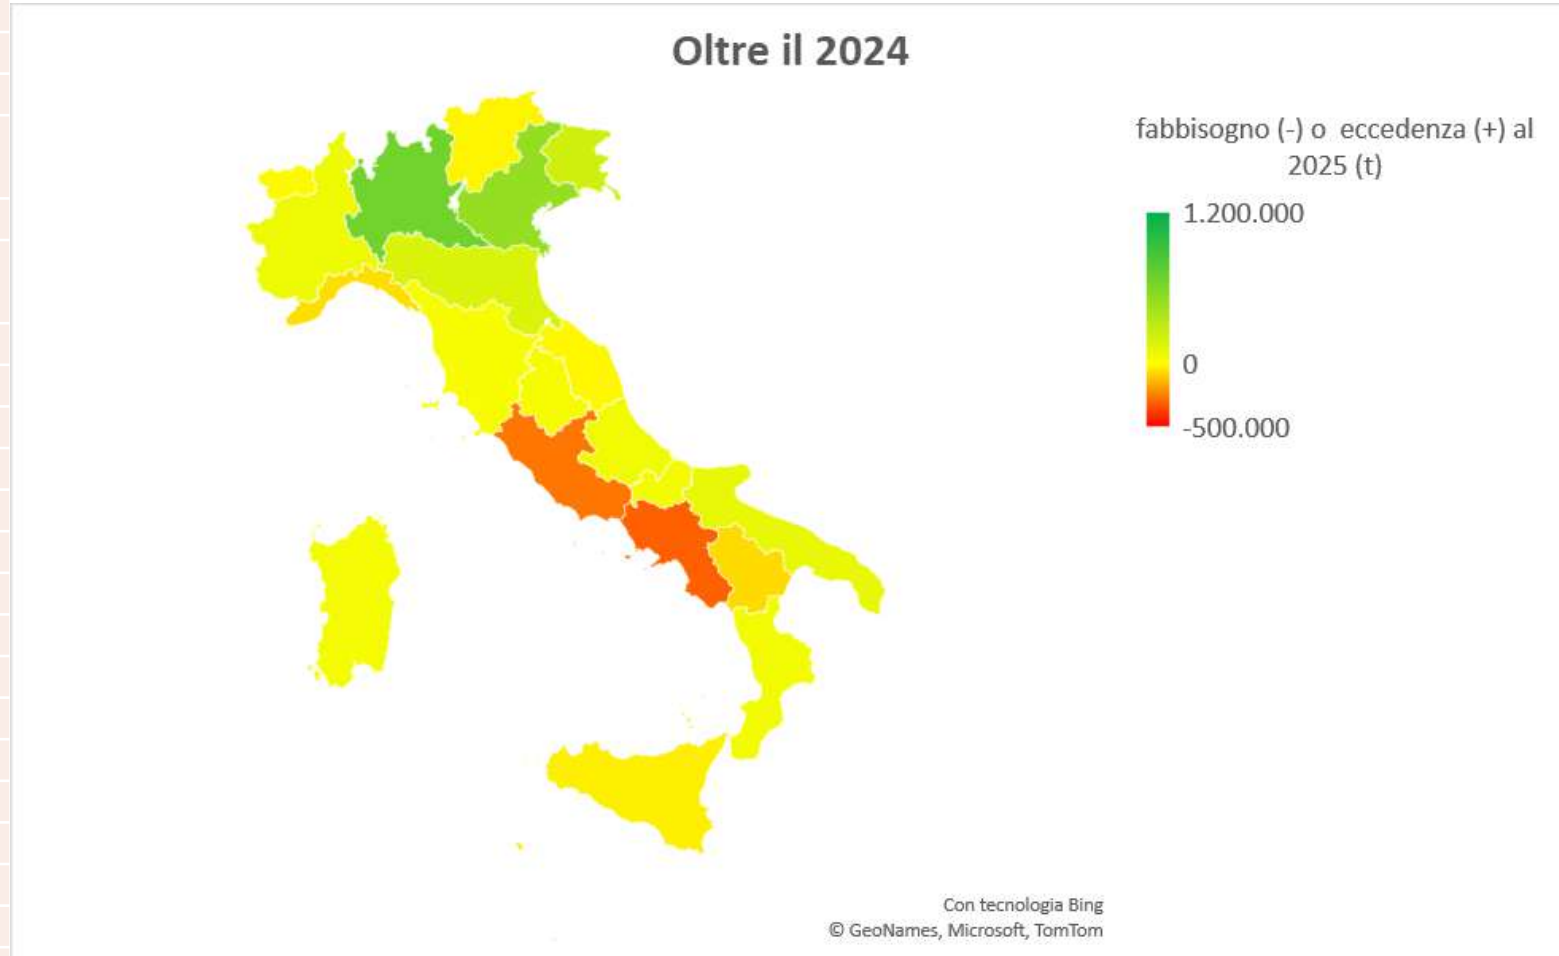 Oltre il 2024
fabbisogno (-) o  eccedenza (+) al
2025 (t)
1.200.000
0
-500.000
Con tecnologia Bing
© GeoNames, Microsoft, TomTom